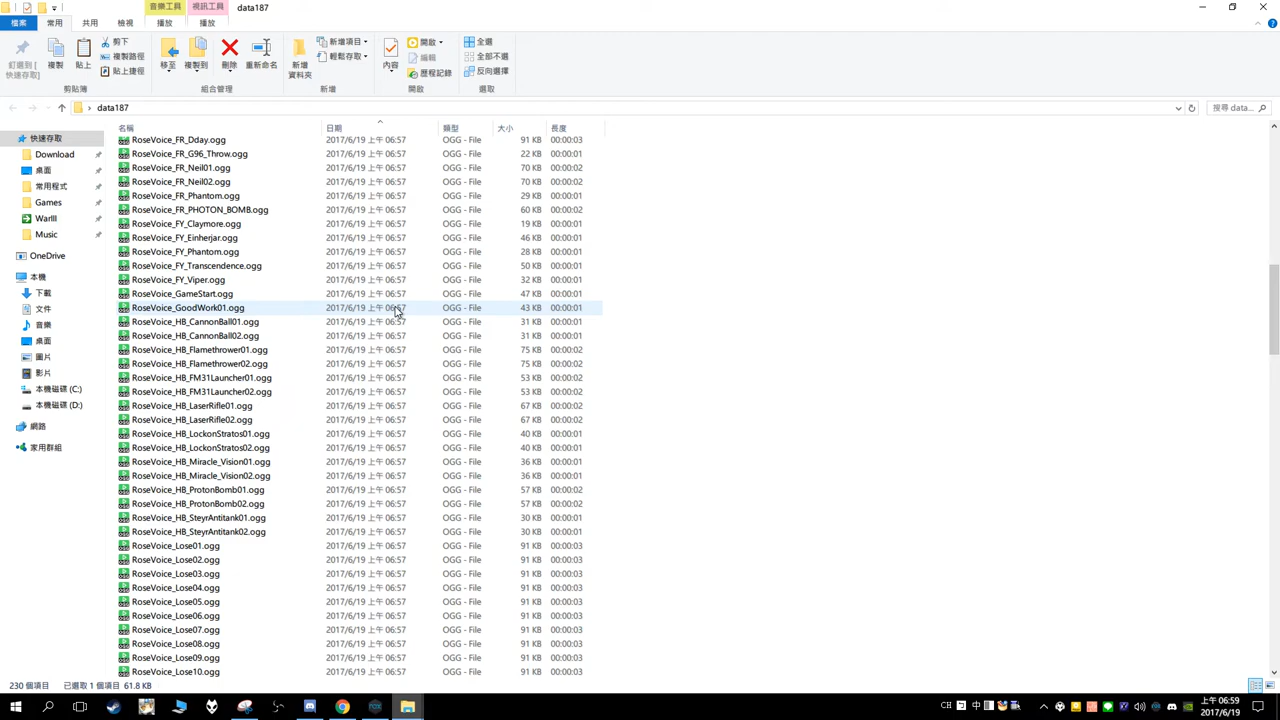 音樂工具
視訊工具
data187
檔案
常用
共用
檢視
播放
播放
釘選到 [
快速存取]
複製
貼上
剪下
複製路徑
貼上捷徑
剪貼簿
移至
複製到
刪除
重新命名
組合管理
新增
資料夾
新增項目
輕鬆存取
新增
內容
開啟
編輯
歷程記錄
開啟
全選
全部不選
反向選擇
選取
data187
搜尋 data...
快速存取
Download
桌面
常用程式
Games
WarIII
Music
OneDrive
本機
下載
文件
音樂
桌面
圖片
影片
本機磁碟 (C:)
本機磁碟 (D:)
網路
家用群組
名稱 日期 類型 大小 長度
RoseVoice_FR_Dday.ogg 2017/6/19 上午 06:57 OGG - File 91 KB 00:00:03
RoseVoice_FR_G96_Throw.ogg 2017/6/19 上午 06:57 OGG - File 22 KB 00:00:01
RoseVoice_FR_Neil01.ogg 2017/6/19 上午 06:57 OGG - File 70 KB 00:00:02
RoseVoice_FR_Neil02.ogg 2017/6/19 上午 06:57 OGG - File 70 KB 00:00:02
RoseVoice_FR_Phantom.ogg 2017/6/19 上午 06:57 OGG - File 29 KB 00:00:01
RoseVoice_FR_PHOTON_BOMB.ogg 2017/6/19 上午 06:57 OGG - File 60 KB 00:00:02
RoseVoice_FY_Claymore.ogg 2017/6/19 上午 06:57 OGG - File 19 KB 00:00:01
RoseVoice_FY_Einherjar.ogg 2017/6/19 上午 06:57 OGG - File 46 KB 00:00:01
RoseVoice_FY_Phantom.ogg 2017/6/19 上午 06:57 OGG - File 28 KB 00:00:01
RoseVoice_FY_Transcendence.ogg 2017/6/19 上午 06:57 OGG - File 50 KB 00:00:01
RoseVoice_FY_Viper.ogg 2017/6/19 上午 06:57 OGG - File 32 KB 00:00:01
RoseVoice_GameStart.ogg 2017/6/19 上午 06:57 OGG - File 47 KB 00:00:01
RoseVoice_GoodWork01.ogg 2017/6/19 上午 06:57 OGG - File 43 KB 00:00:01
RoseVoice_HB_CannonBall01.ogg 2017/6/19 上午 06:57 OGG - File 31 KB 00:00:01
RoseVoice_HB_CannonBall02.ogg 2017/6/19 上午 06:57 OGG - File 31 KB 00:00:01
RoseVoice_HB_Flamethrower01.ogg 2017/6/19 上午 06:57 OGG - File 75 KB 00:00:02
RoseVoice_HB_Flamethrower02.ogg 2017/6/19 上午 06:57 OGG - File 75 KB 00:00:02
RoseVoice_HB_FM31Launcher01.ogg 2017/6/19 上午 06:57 OGG - File 53 KB 00:00:02
RoseVoice_HB_FM31Launcher02.ogg 2017/6/19 上午 06:57 OGG - File 53 KB 00:00:02
RoseVoice_HB_LaserRifle01.ogg 2017/6/19 上午 06:57 OGG - File 67 KB 00:00:02
RoseVoice_HB_LaserRifle02.ogg 2017/6/19 上午 06:57 OGG - File 67 KB 00:00:02
RoseVoice_HB_LockonStratos01.ogg 2017/6/19 上午 06:57 OGG - File 40 KB 00:00:01
RoseVoice_HB_LockonStratos02.ogg 2017/6/19 上午 06:57 OGG - File 40 KB 00:00:01
RoseVoice_HB_Miracle_Vision01.ogg 2017/6/19 上午 06:57 OGG - File 36 KB 00:00:01
RoseVoice_HB_Miracle_Vision02.ogg 2017/6/19 上午 06:57 OGG - File 36 KB 00:00:01
RoseVoice_HB_ProtonBomb01.ogg 2017/6/19 上午 06:57 OGG - File 57 KB 00:00:02
RoseVoice_HB_ProtonBomb02.ogg 2017/6/19 上午 06:57 OGG - File 57 KB 00:00:02
RoseVoice_HB_SteyrAntitank01.ogg 2017/6/19 上午 06:57 OGG - File 30 KB 00:00:01
RoseVoice_HB_SteyrAntitank02.ogg 2017/6/19 上午 06:57 OGG - File 30 KB 00:00:01
RoseVoice_Lose01.ogg 2017/6/19 上午 06:57 OGG - File 91 KB 00:00:03
RoseVoice_Lose02.ogg 2017/6/19 上午 06:57 OGG - File 91 KB 00:00:03
RoseVoice_Lose03.ogg 2017/6/19 上午 06:57 OGG - File 91 KB 00:00:03
RoseVoice_Lose04.ogg 2017/6/19 上午 06:57 OGG - File 91 KB 00:00:03
RoseVoice_Lose05.ogg 2017/6/19 上午 06:57 OGG - File 91 KB 00:00:03
RoseVoice_Lose06.ogg 2017/6/19 上午 06:57 OGG - File 91 KB 00:00:03
RoseVoice_Lose07.ogg 2017/6/19 上午 06:57 OGG - File 91 KB 00:00:03
RoseVoice_Lose08.ogg 2017/6/19 上午 06:57 OGG - File 91 KB 00:00:03
RoseVoice_Lose09.ogg 2017/6/19 上午 06:57 OGG - File 91 KB 00:00:03
RoseVoice_Lose10.ogg 2017/6/19 上午 06:57 OGG - File 91 KB 00:00:03
230 個項目 已選取 1 個項目 61.8 KB
CH 中
上午 06:59
2017/6/19